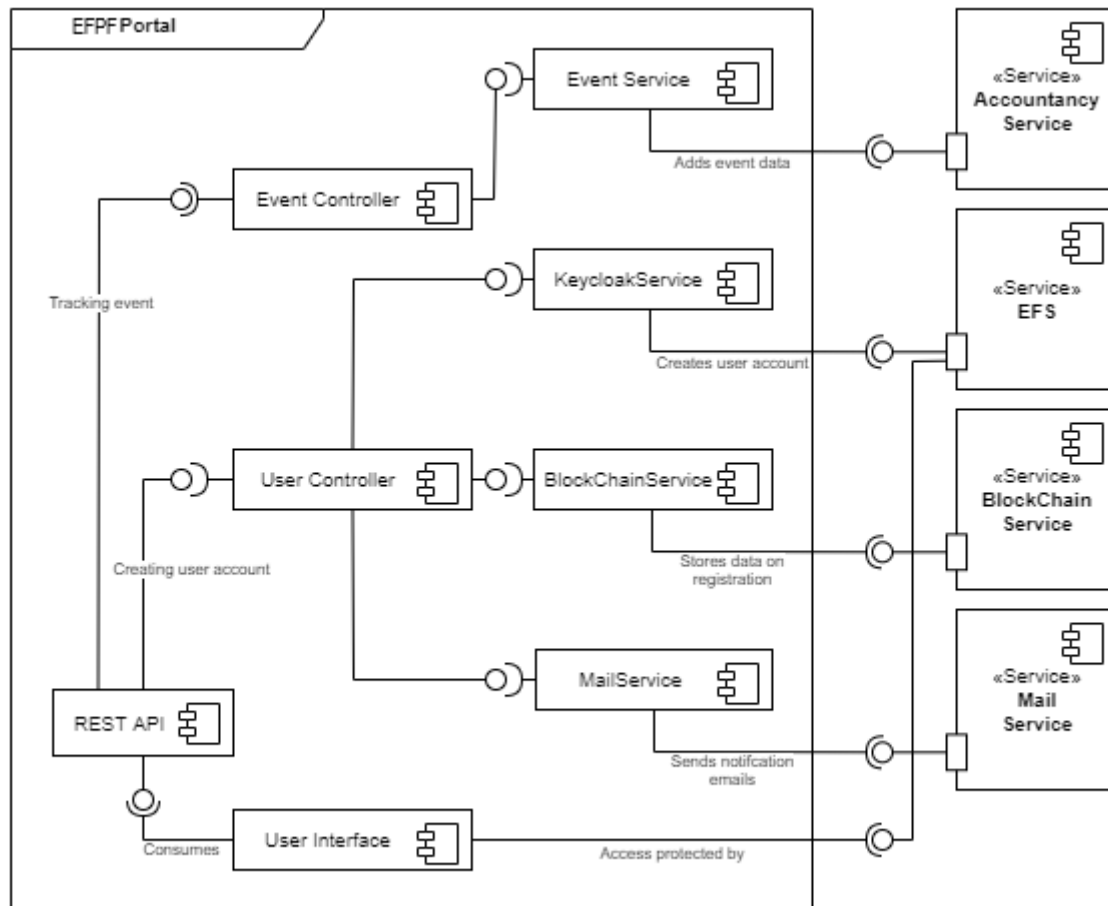 EFPF Portal
Event Service
«Service»
Accountancy
Service
Adds event data
Event Controller
KeycloakService
«Service»
EFS
Tracking event
Creates user account
User Controller
BlockChainService
«Service»
BlockChain
Service
Creating user account
Stores data on
registration
MailService
«Service»
Mail
Service
REST API
Sends notifcation
emails
User Interface
Consumes
Access protected by